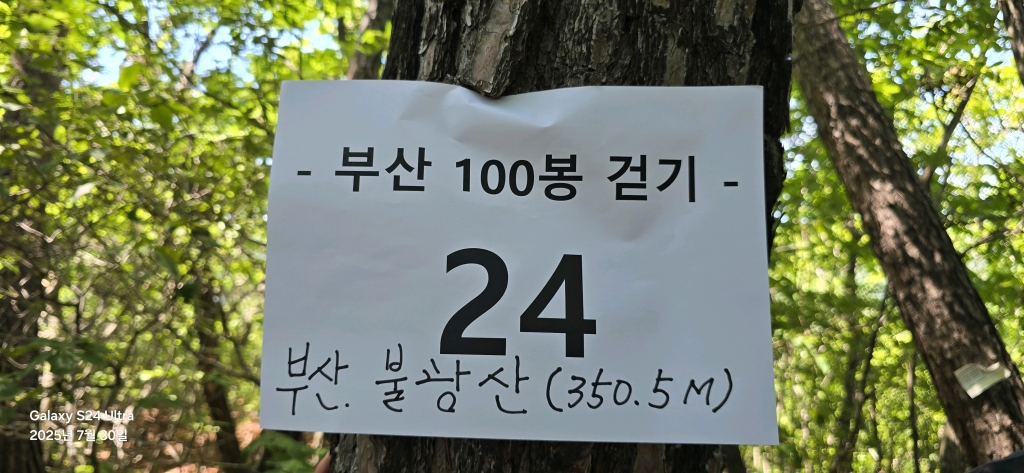 - 부산 100봉 걷기 -
24
부산. 불광산 (350.5M)
Galaxy S24 Ultra
2025년 7월 30일